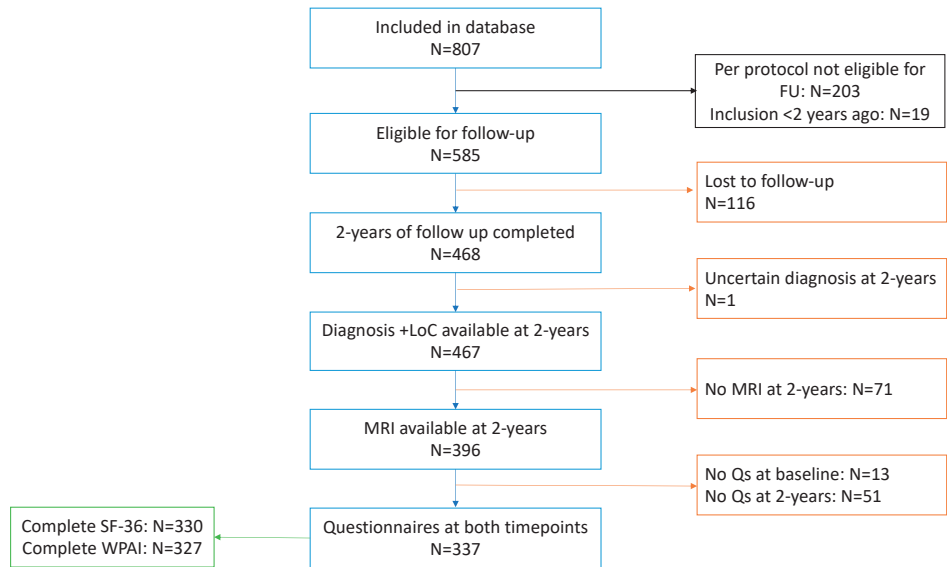 Included in database
N=807
Per protocol not eligible for
FU: N=203
Inclusion <2 years ago: N=19
Eligible for follow-up
N=585
Lost to follow-up
N=116
2-years of follow up completed
N=468
Uncertain diagnosis at 2-years
N=1
Diagnosis +LoC available at 2-years
N=467
No MRI at 2-years: N=71
MRI available at 2-years
N=396
No Qs at baseline: N=13
No Qs at 2-years: N=51
Questionnaires at both timepoints
N=337
Complete SF-36: N=330
Complete WPAI: N=327